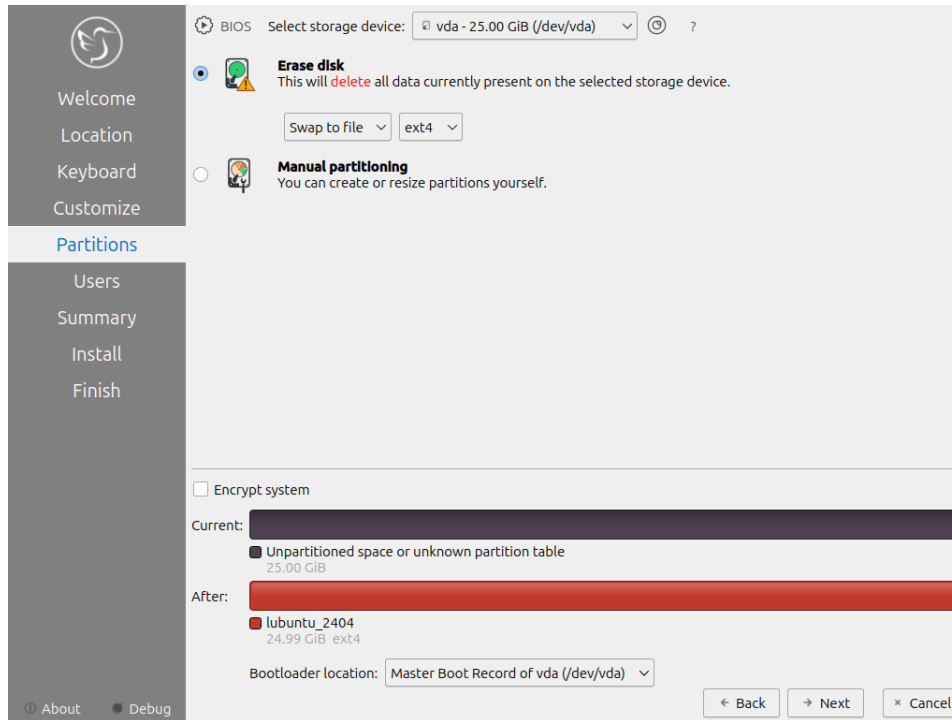 BIOS Select storage device: vda - 25.00 GiB (/dev/vda) ?
Erase disk
This will delete all data currently present on the selected storage device.
Swap to file ext4
Manual partitioning
You can create or resize partitions yourself.
Welcome
Location
Keyboard
Customize
Partitions
Users
Summary
Install
Finish
Encrypt system
Current:
Unpartitioned space or unknown partition table
25.00 GiB
After:
lubuntu_2404
24.99 GiB ext4
Bootloader location: Master Boot Record of vda (/dev/vda)
Back Next Cancel
About Debug